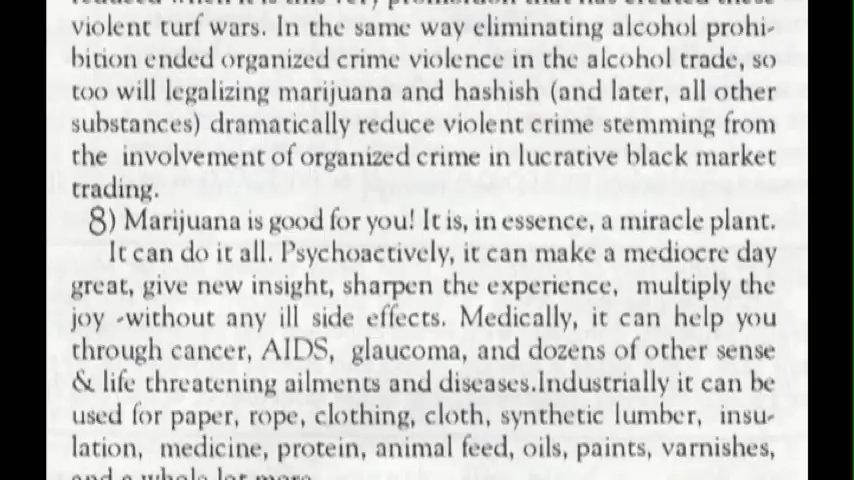 violent turf wars. In the same way eliminating alcohol prohi-
bition ended organized crime violence in the alcohol trade, so
too will legalizing marijuana and hashish (and later, all other
substances) dramatically reduce violent crime stemming from
the involvement of organized crime in lucrative black market
trading.
8) Marijuana is good for you! It is, in essence, a miracle plant.
It can do it all. Psychoactively, it can make a mediocre day
great, give new insight, sharpen the experience, multiply the
joy -without any ill side effects. Medically, it can help you
through cancer, AIDS, glaucoma, and dozens of other sense
& life threatening ailments and diseases.Industrially it can be
used for paper, rope, clothing, cloth, synthetic lumber, insu-
lation, medicine, protein, animal feed, oils, paints, varnishes,
and a whole lot more